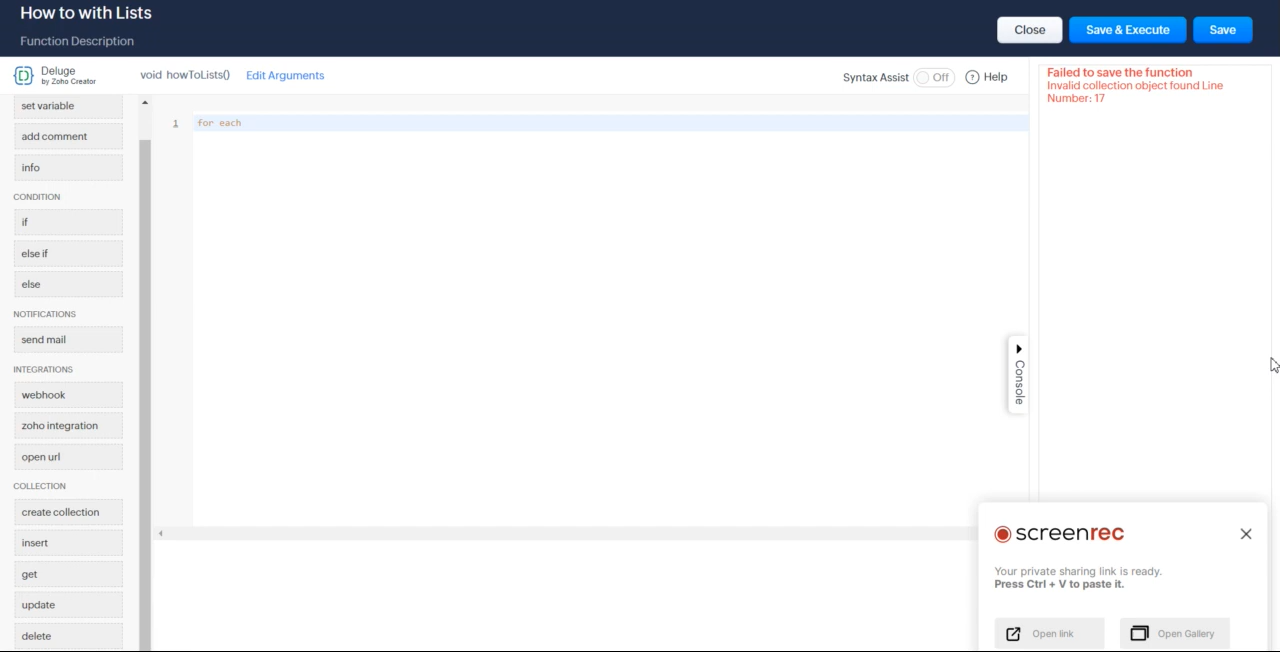 How to with Lists
Function Description
Close
Save & Execute
Save
Deluge
by Zoho Creator
void howToLists()
Edit Arguments
Syntax Assist
Off
? Help
Failed to save the function
Invalid collection object found Line
Number: 17
set variable
add comment
info
CONDITION
if
else if
else
NOTIFICATIONS
send mail
INTEGRATIONS
webhook
zoho integration
open url
COLLECTION
create collection
insert
get
update
delete
1 for each
Console
screenrec
Your private sharing link is ready.
Press Ctrl + V to paste it.
Open link
Open Gallery